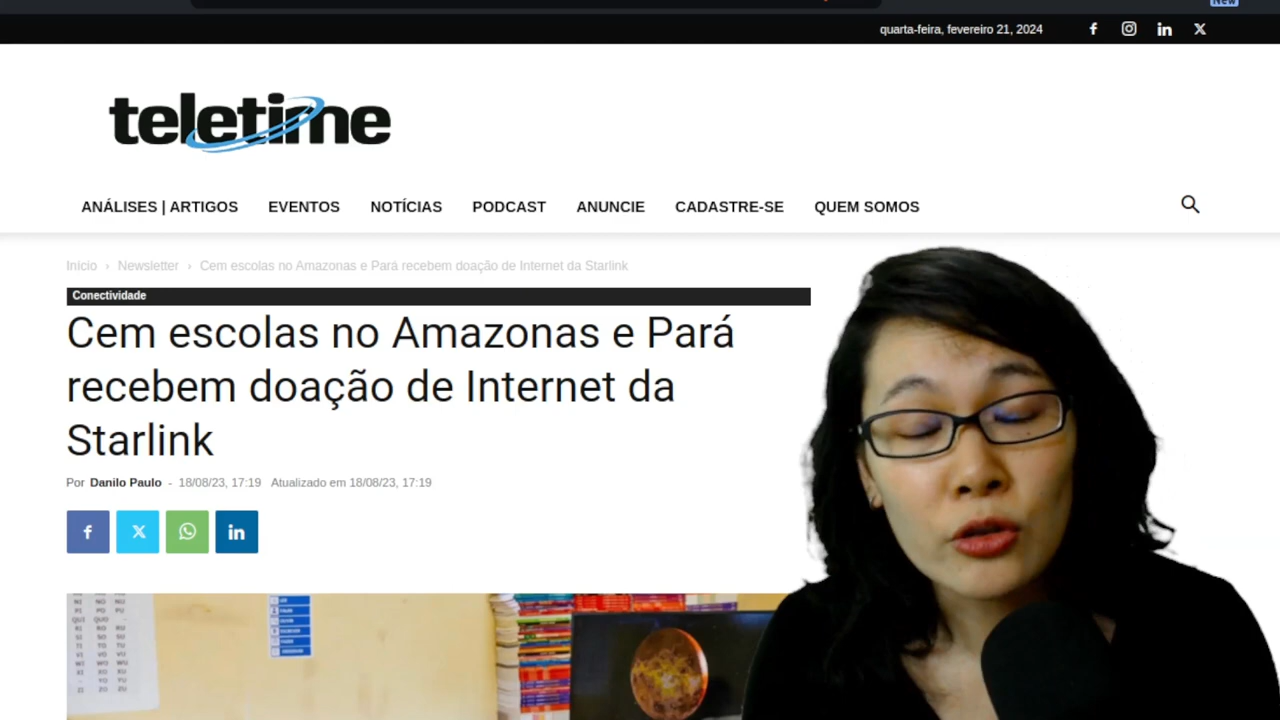 New
quarta-feira, fevereiro 21, 2024
teletime
ANÁLISES | ARTIGOS EVENTOS NOTÍCIAS PODCAST ANUNCIE CADASTRE-SE QUEM SOMOS
Início › Newsletter › Cem escolas no Amazonas e Pará recebem doação de Internet da Starlink
Conectividade
Cem escolas no Amazonas e Pará
recebem doação de Internet da
Starlink
Por Danilo Paulo - 18/08/23, 17:19 Atualizado em 18/08/23, 17:19